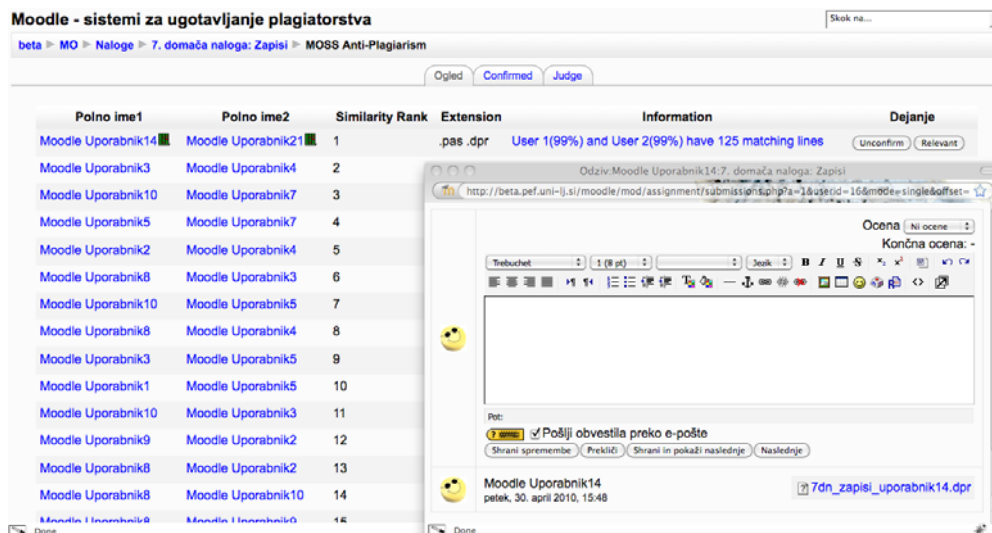 Moodle - sistemi za ugotavljanje plagiatorstva
Skok na...
beta ► MO ► Naloge ► 7. domača naloga: Zapisi ► MOSS Anti-Plagiarism
Ogled Confirmed Judge
Polno ime1 Polno ime2 Similarity Rank Extension Information Dejanje
Moodle Uporabnik14 Moodle Uporabnik21 1 .pas .dpr User 1(99%) and User 2(99%) have 125 matching lines Unconfirm Relevant
Moodle Uporabnik3 Moodle Uporabnik4 2
Moodle Uporabnik10 Moodle Uporabnik7 3
Moodle Uporabnik5 Moodle Uporabnik7 4
Moodle Uporabnik2 Moodle Uporabnik4 5
Moodle Uporabnik8 Moodle Uporabnik3 6
Moodle Uporabnik10 Moodle Uporabnik5 7
Moodle Uporabnik8 Moodle Uporabnik4 8
Moodle Uporabnik3 Moodle Uporabnik5 9
Moodle Uporabnik1 Moodle Uporabnik5 10
Moodle Uporabnik10 Moodle Uporabnik3 11
Moodle Uporabnik9 Moodle Uporabnik2 12
Moodle Uporabnik8 Moodle Uporabnik2 13
Moodle Uporabnik8 Moodle Uporabnik10 14
Moodle Uporabnik8 Moodle Uporabnik9 15
Done
Odziv:Moodle Uporabnik14:7. domača naloga: Zapisi
http://beta.pef.uni-lj.si/moodle/mod/assignment/submissions.php?a=1&userid=16&mode=single&offset=
Ocena Ni ocene
Končna ocena: -
Trebuchet 1 (8 pt) Jezik B I U S
Pot:
Pošlji obvestila preko e-pošte
Shrani spremembe Prekliči Shrani in pokaži naslednje Naslednje
Moodle Uporabnik14
petek, 30. april 2010, 15:48
7dn_zapisi_uporabnik14.dpr
Done